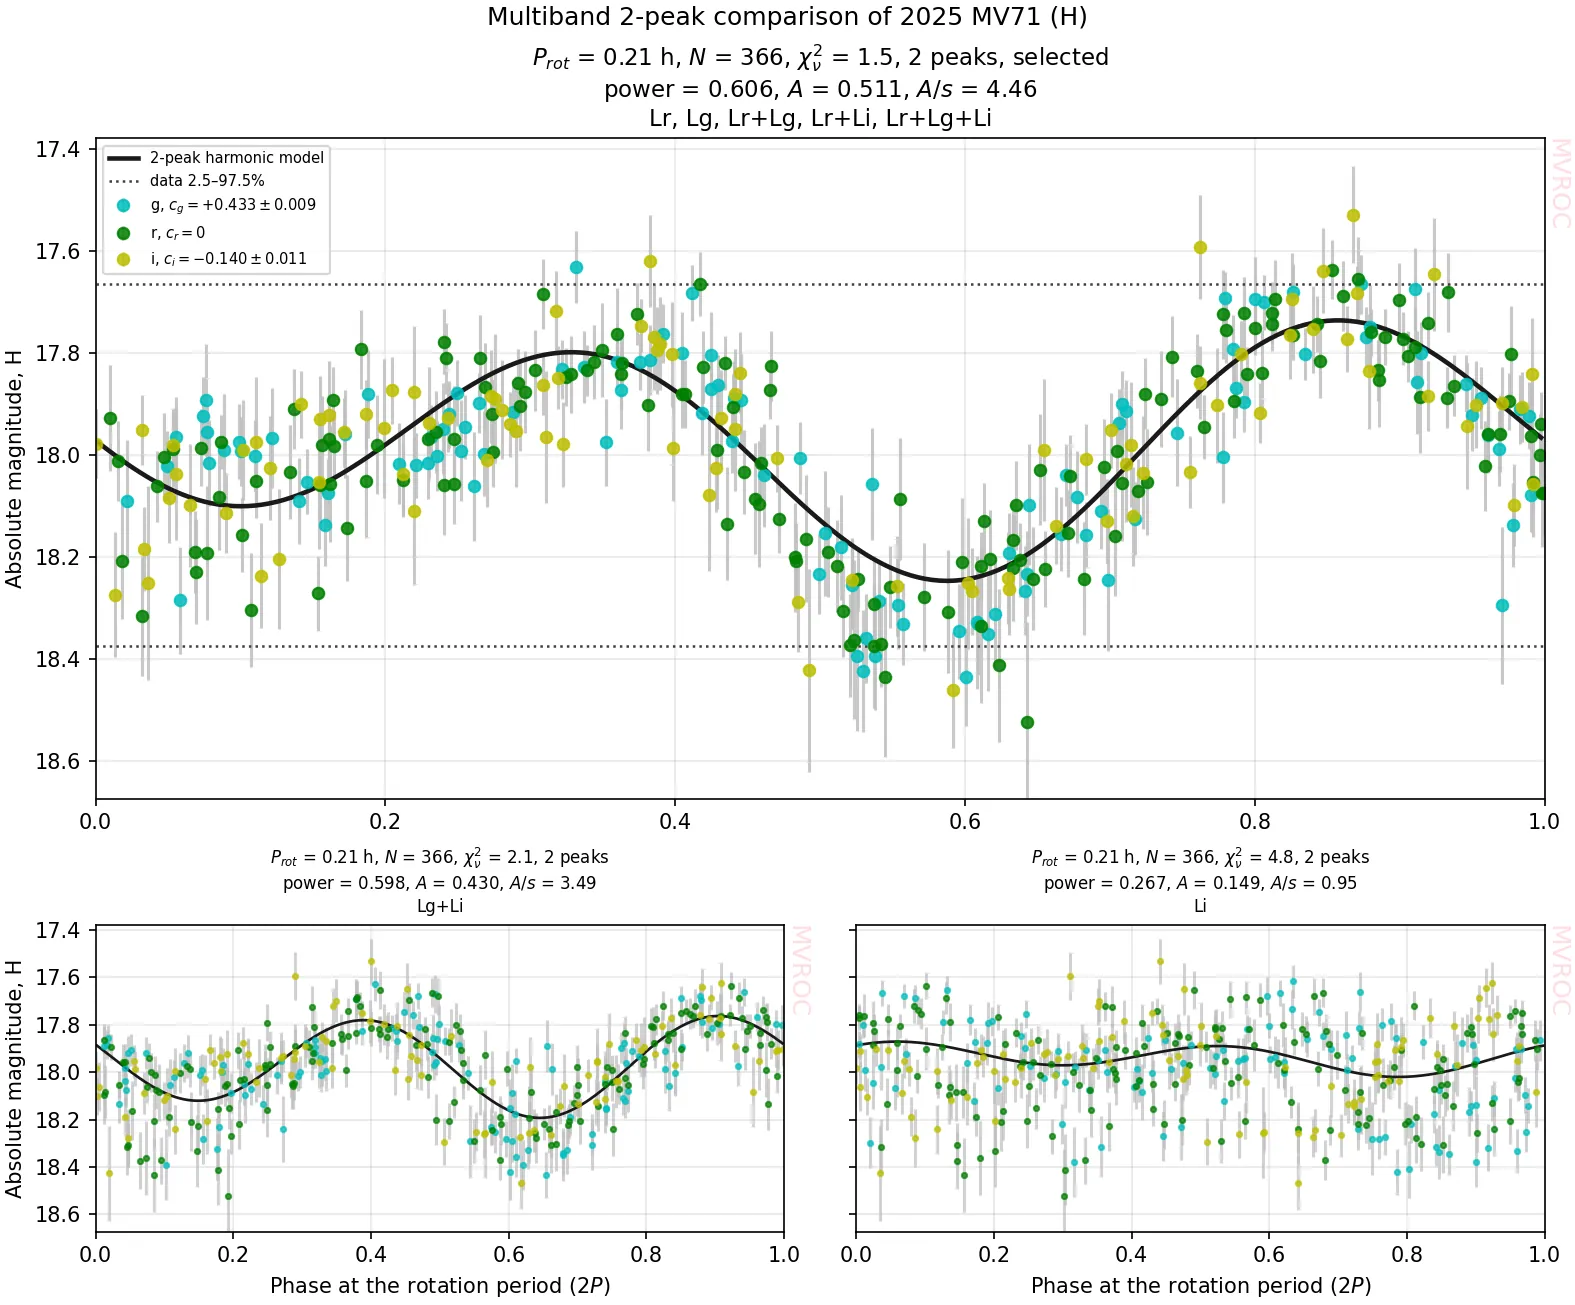 Multiband 2-peak comparison of 2025 MV71 (H)
P_rot = 0.21 h, N = 366, χ²_ν = 1.5, 2 peaks, selected
power = 0.606, A = 0.511, A/s = 4.46
Lr, Lg, Lr+Lg, Lr+Li, Lr+Lg+Li
2-peak harmonic model
data 2.5–97.5%
g, c_g = +0.433 ± 0.009
r, c_r = 0
i, c_i = −0.140 ± 0.011
Absolute magnitude, H
17.4
17.6
17.8
18.0
18.2
18.4
18.6
0.0 0.2 0.4 0.6 0.8 1.0
MVROC
P_rot = 0.21 h, N = 366, χ²_ν = 2.1, 2 peaks
power = 0.598, A = 0.430, A/s = 3.49
Lg+Li
Absolute magnitude, H
17.4
17.6
17.8
18.0
18.2
18.4
18.6
0.0 0.2 0.4 0.6 0.8 1.0
Phase at the rotation period (2P)
MVROC
P_rot = 0.21 h, N = 366, χ²_ν = 4.8, 2 peaks
power = 0.267, A = 0.149, A/s = 0.95
Li
0.0 0.2 0.4 0.6 0.8 1.0
Phase at the rotation period (2P)
MVROC